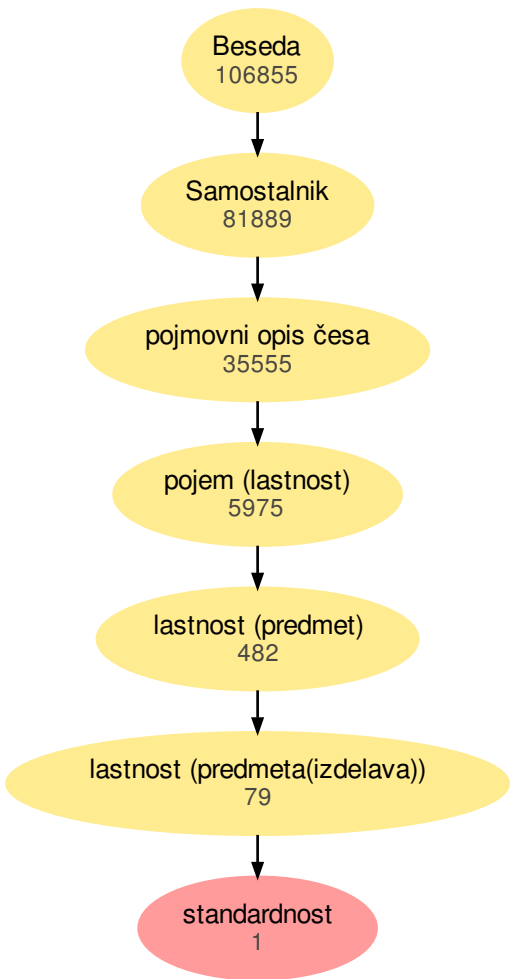 Beseda
106855
Samostalnik
81889
pojmovni opis česa
35555
pojem (lastnost)
5975
lastnost (predmet)
482
lastnost (predmeta(izdelava))
79
standardnost
1